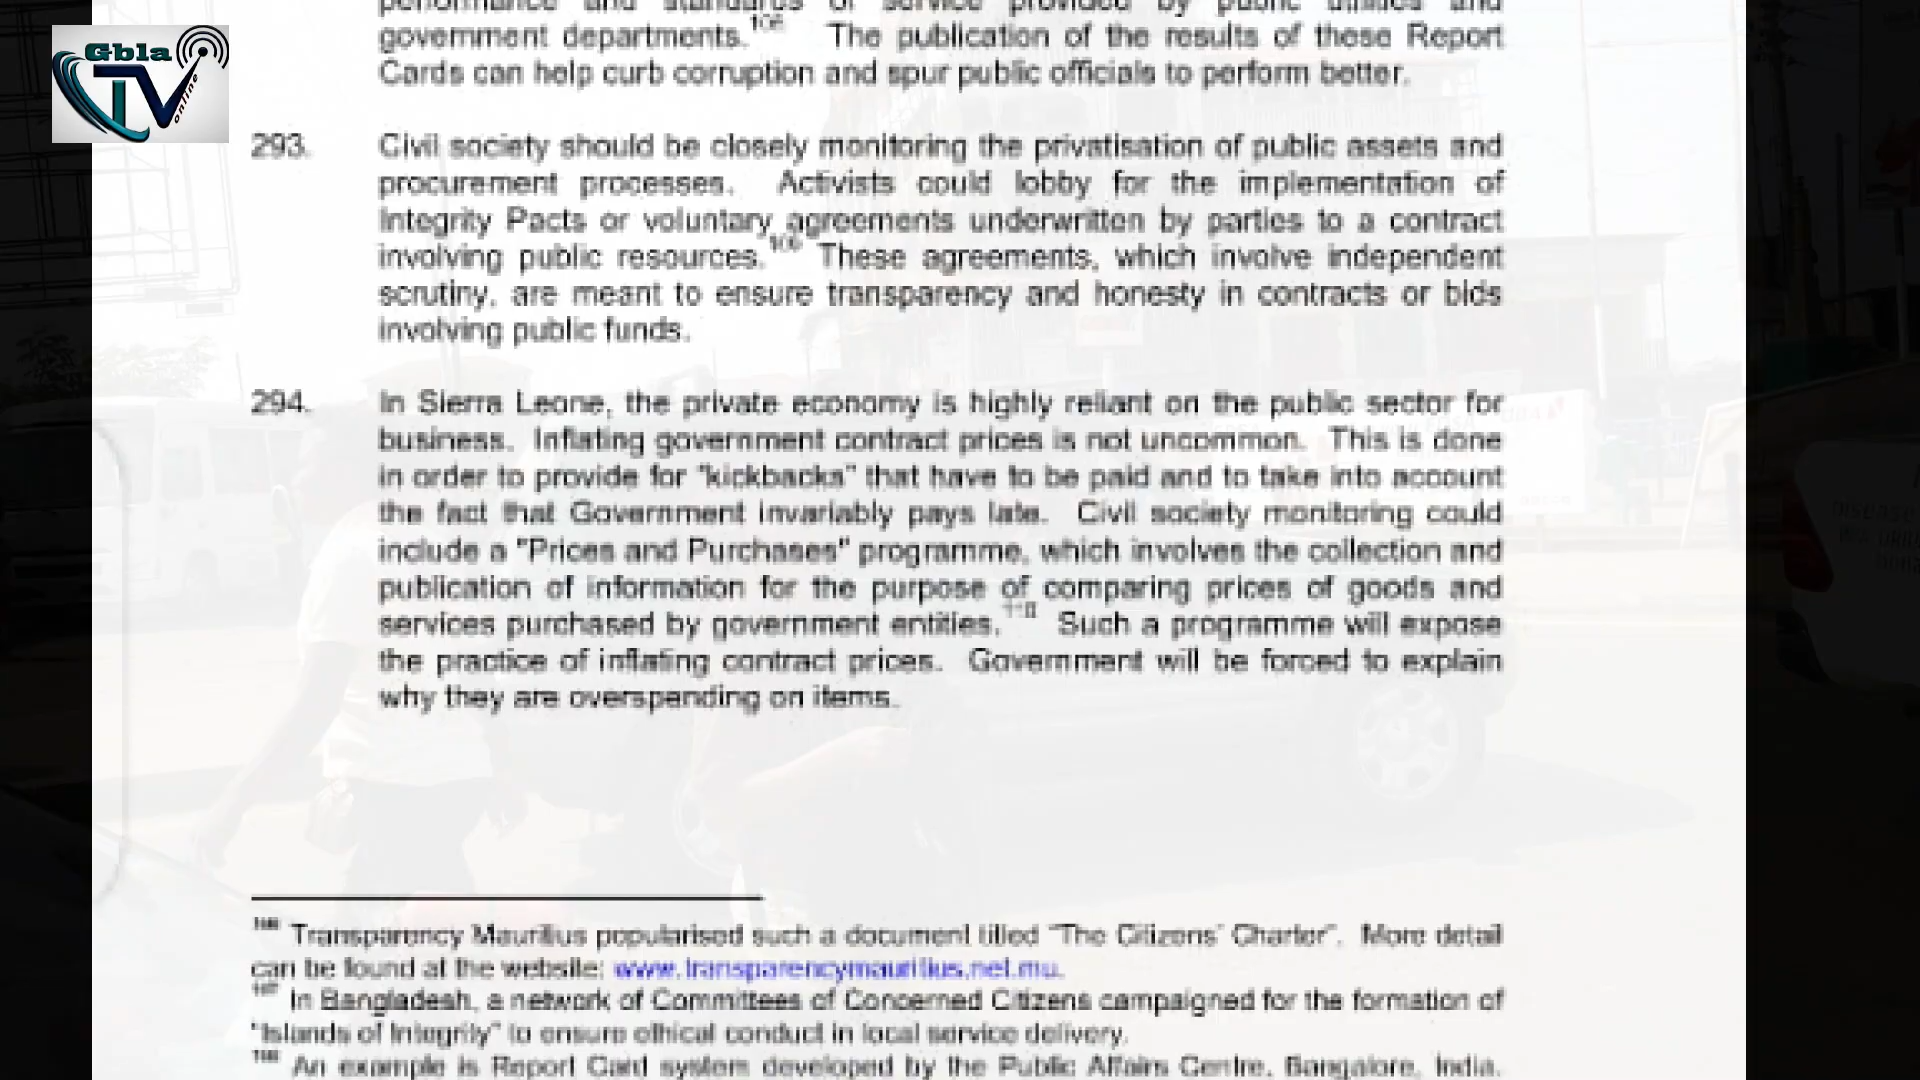 Gbla
TV
online
performance and standards of service provided by public utilities and
government departments. The publication of the results of these Report
Cards can help curb corruption and spur public officials to perform better.
293. Civil society should be closely monitoring the privatisation of public assets and
procurement processes. Activists could lobby for the implementation of
Integrity Pacts or voluntary agreements underwritten by parties to a contract
involving public resources. These agreements, which involve independent
scrutiny, are meant to ensure transparency and honesty in contracts or bids
involving public funds.
294. In Sierra Leone, the private economy is highly reliant on the public sector for
business. Inflating government contract prices is not uncommon. This is done
in order to provide for "kickbacks" that have to be paid and to take into account
the fact that Government invariably pays late. Civil society monitoring could
include a "Prices and Purchases" programme, which involves the collection and
publication of information for the purpose of comparing prices of goods and
services purchased by government entities. Such a programme will expose
the practice of inflating contract prices. Government will be forced to explain
why they are overspending on items.
Transparency Mauritius popularised such a document titled "The Citizens' Charter". More detail
can be found at the website: www.transparencymauritius.net.mu.
In Bangladesh, a network of Committees of Concerned Citizens campaigned for the formation of
"Islands of Integrity" to ensure ethical conduct in local service delivery.
An example is Report Card system developed by the Public Affairs Centre, Bangalore, India.